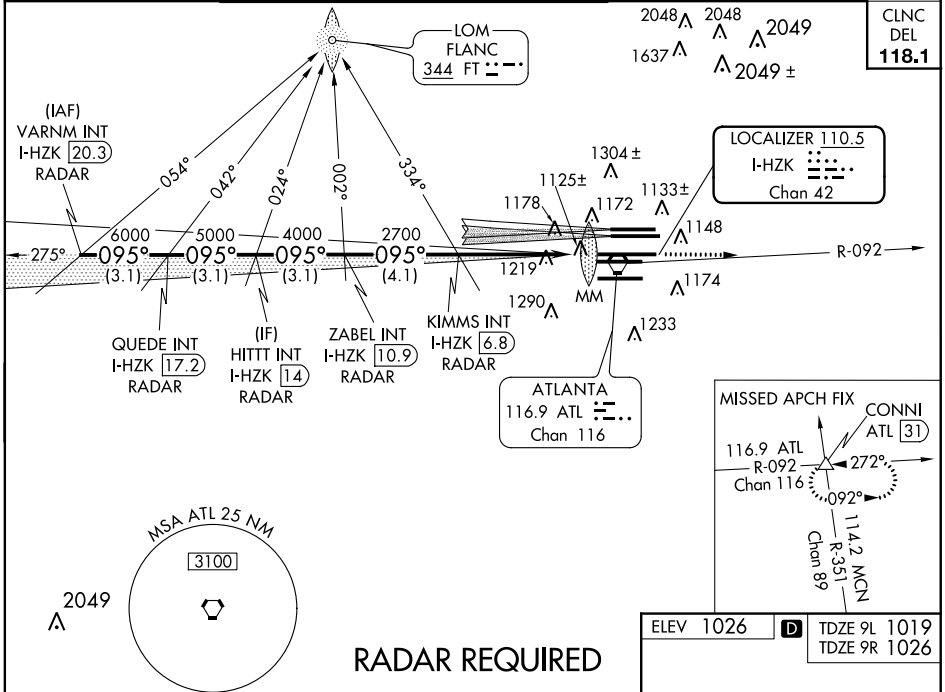 CLNC
DEL
118.1
2048
2048
2049
1637
2049 ±
LOM
FLANC
344 FT
(IAF)
VARNM INT
I-HZK 20.3
RADAR
054°
042°
024°
002°
334°
LOCALIZER 110.5
I-HZK
Chan 42
1304 ±
1125±
1178
1172
1133±
1148
1219
1174
1290
1233
MM
R-092
275°
6000
095°
(3.1)
5000
095°
(3.1)
4000
095°
(3.1)
2700
095°
(4.1)
QUEDE INT
I-HZK 17.2
RADAR
(IF)
HITTT INT
I-HZK 14
RADAR
ZABEL INT
I-HZK 10.9
RADAR
KIMMS INT
I-HZK 6.8
RADAR
ATLANTA
116.9 ATL
Chan 116
MISSED APCH FIX
CONNI
ATL 31
116.9 ATL
R-092
Chan 116
272°
092°
114.2 MCN
R-351
Chan 89
MSA ATL 25 NM
3100
2049
RADAR REQUIRED
ELEV 1026
D
TDZE 9L 1019
TDZE 9R 1026